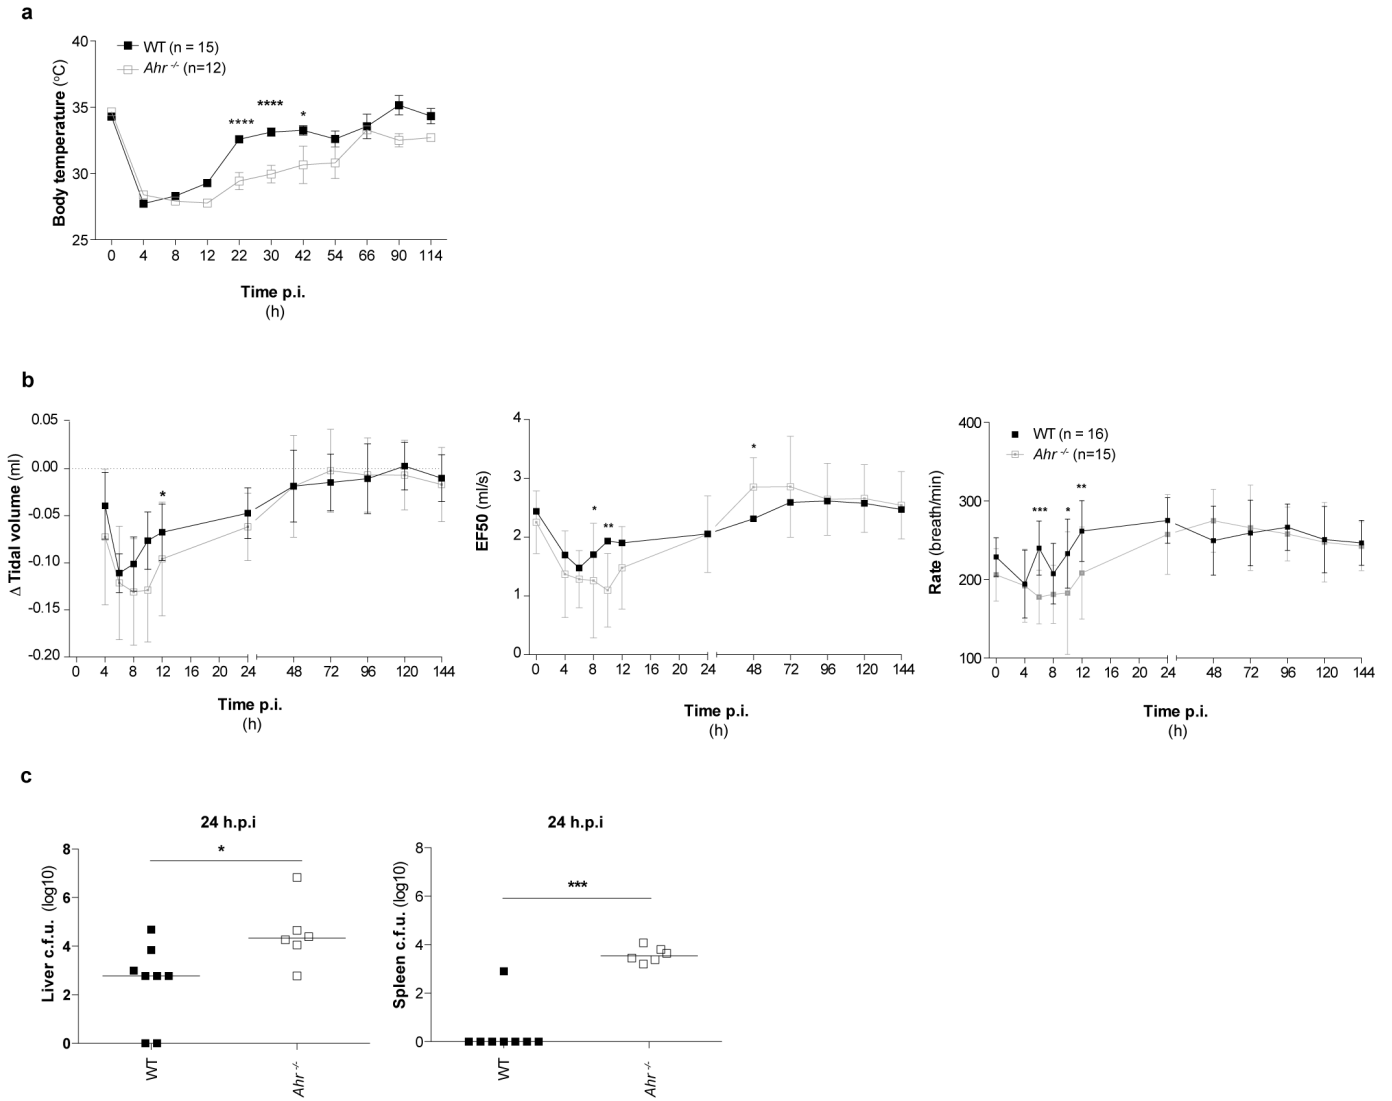 a
WT (n = 15)
Ahr -/- (n=12)
Body temperature (°C)
40
35
30
25
****
****
*
0 4 8 12 22 30 42 54 66 90 114
Time p.i.
(h)
b
Δ Tidal volume (ml)
0.05
0.00
-0.05
-0.10
-0.15
-0.20
*
0 4 8 12 16 20 24 48 72 96 120 144
Time p.i.
(h)
EF50 (ml/s)
4
3
2
1
0
*
**
*
0 4 8 12 16 20 24 48 72 96 120 144
Time p.i.
(h)
WT (n = 16)
Ahr -/- (n=15)
Rate (breath/min)
400
300
200
100
***
*
**
0 4 8 12 16 20 24 48 72 96 120 144
Time p.i.
(h)
c
24 h.p.i
Liver c.f.u. (log10)
8
6
4
2
0
*
WT
Ahr -/-
24 h.p.i
Spleen c.f.u. (log10)
8
6
4
2
0
***
WT
Ahr -/-